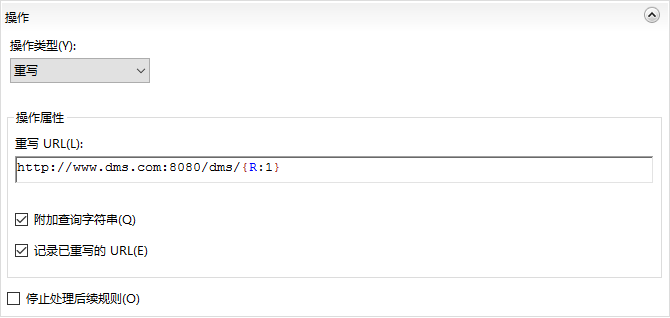 操作
操作类型(Y):
重写
操作属性
重写 URL(L):
http://www.dms.com:8080/dms/{R:1}
附加查询字符串(Q)
记录已重写的 URL(E)
停止处理后续规则(O)